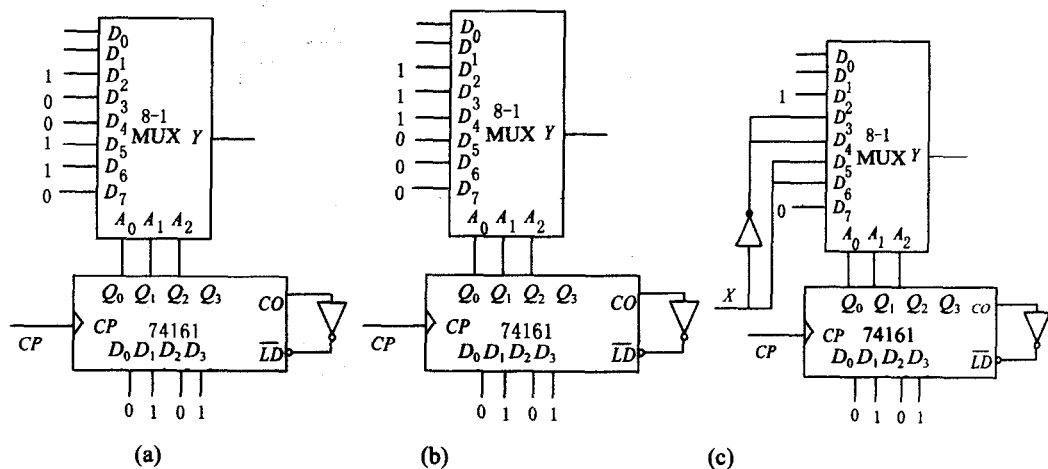 D0
D1
1 D2
0 D3
0 D4
1 D5
1 D6
0 D7
8-1
MUX Y
A0 A1 A2
Q0 Q1 Q2 Q3
CO
CP 74161
CP
D0 D1 D2 D3 LD
0 1 0 1
(a)
D0
D1
1 D2
1 D3
1 D4
0 D5
0 D6
0 D7
8-1
MUX Y
A0 A1 A2
Q0 Q1 Q2 Q3
CO
CP 74161
CP
D0 D1 D2 D3 LD
0 1 0 1
(b)
D0
D1
1 D2
D3
D4
D5
D6
0 D7
8-1
MUX Y
A0 A1 A2
X
Q0 Q1 Q2 Q3
CO
CP 74161
CP
D0 D1 D2 D3 LD
0 1 0 1
(c)